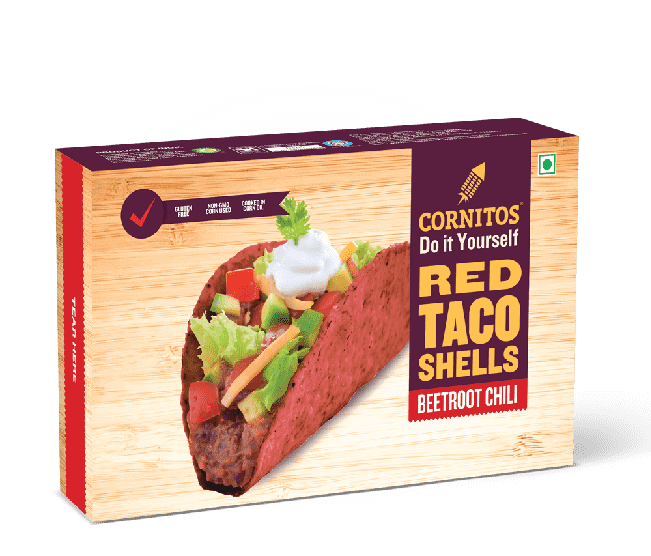 GLUTEN
FREE
NON-GMO
CORN USED
COOKED IN
CORN OIL
CORNITOS®
Do it Yourself
RED
TACO
SHELLS
BEETROOT CHILI
TEAR HERE